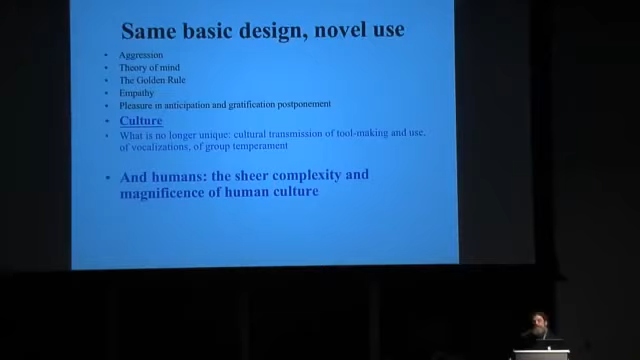 Same basic design, novel use
• Aggression
• Theory of mind
• The Golden Rule
• Empathy
• Pleasure in anticipation and gratification postponement
• Culture
• What is no longer unique: cultural transmission of tool-making and use,
of vocalizations, of group temperament
• And humans: the sheer complexity and
magnificence of human culture